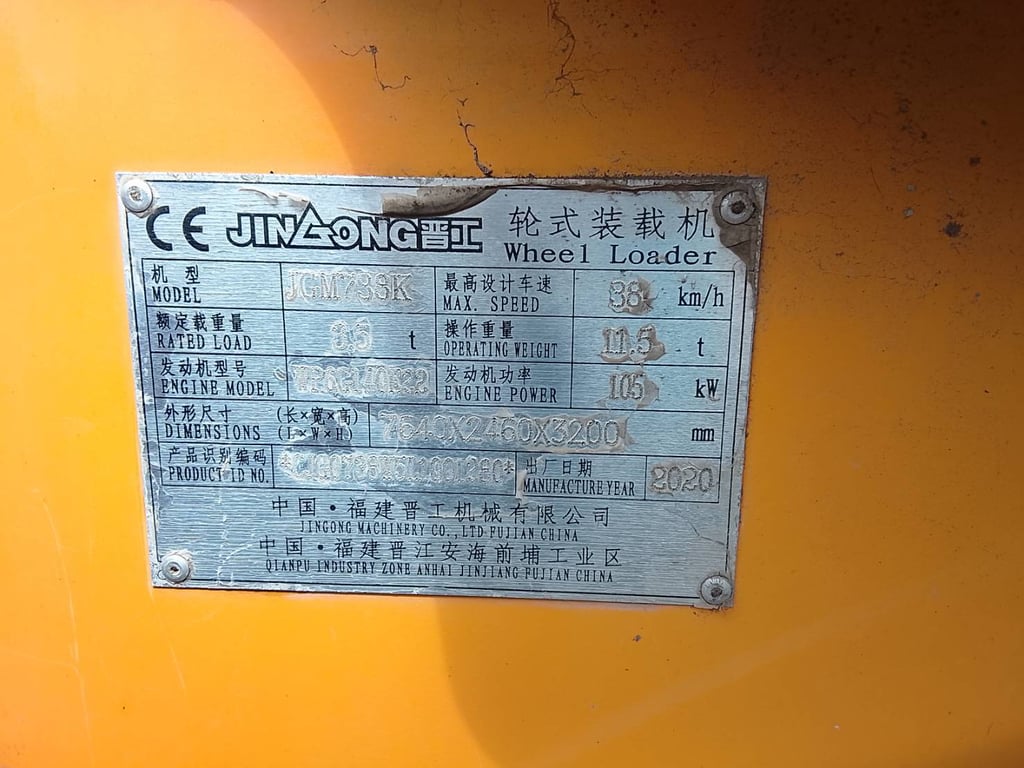 CE JINGONG晋工 轮式装载机
Wheel Loader
机型 最高设计车速 38 km/h
MODEL MAX. SPEED
额定载重量 3.5 t 操作重量 11.5 t
RATED LOAD OPERATING WEIGHT
发动机型号 发动机功率 105 kW
ENGINE MODEL ENGINE POWER
外形尺寸 (长×宽×高) 7640X2460X3200 mm
DIMENSIONS (L×W×H)
产品识别编码 出厂日期 2020
PRODUCT ID NO. MANUFACTURE YEAR
中国·福建晋工机械有限公司
JINGONG MACHINERY CO.,LTD FUJIAN CHINA
中国·福建晋江安海前埔工业区
QIANPU INDUSTRY ZONE ANHAI JINJIANG FUJIAN CHINA